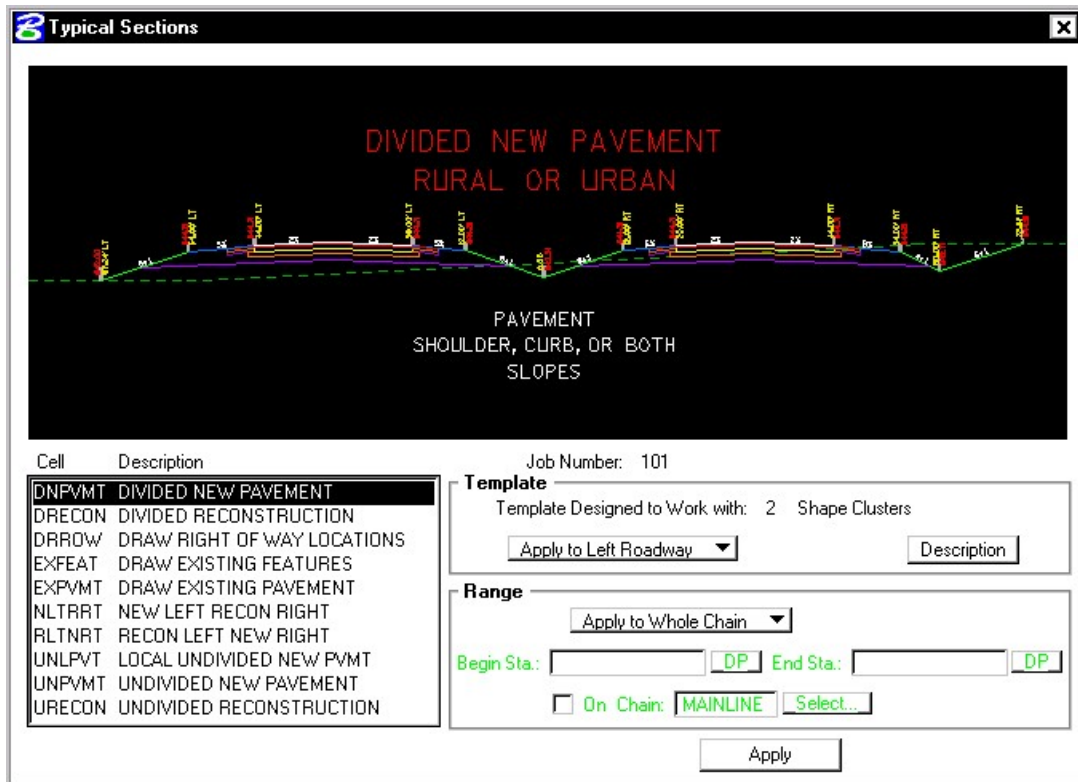 Typical Sections
DIVIDED NEW PAVEMENT
RURAL OR URBAN
PAVEMENT
SHOULDER, CURB, OR BOTH
SLOPES
Cell Description
DNPVMT DIVIDED NEW PAVEMENT
DRECON DIVIDED RECONSTRUCTION
DRROW DRAW RIGHT OF WAY LOCATIONS
EXFEAT DRAW EXISTING FEATURES
EXPVMT DRAW EXISTING PAVEMENT
NLTRRT NEW LEFT RECON RIGHT
RLTNRT RECON LEFT NEW RIGHT
UNLPVT LOCAL UNDIVIDED NEW PVMT
UNPVMT UNDIVIDED NEW PAVEMENT
URECON UNDIVIDED RECONSTRUCTION
Job Number: 101
Template
Template Designed to Work with: 2 Shape Clusters
Apply to Left Roadway
Description
Range
Apply to Whole Chain
Begin Sta.: DP End Sta.: DP
On Chain: MAINLINE Select...
Apply